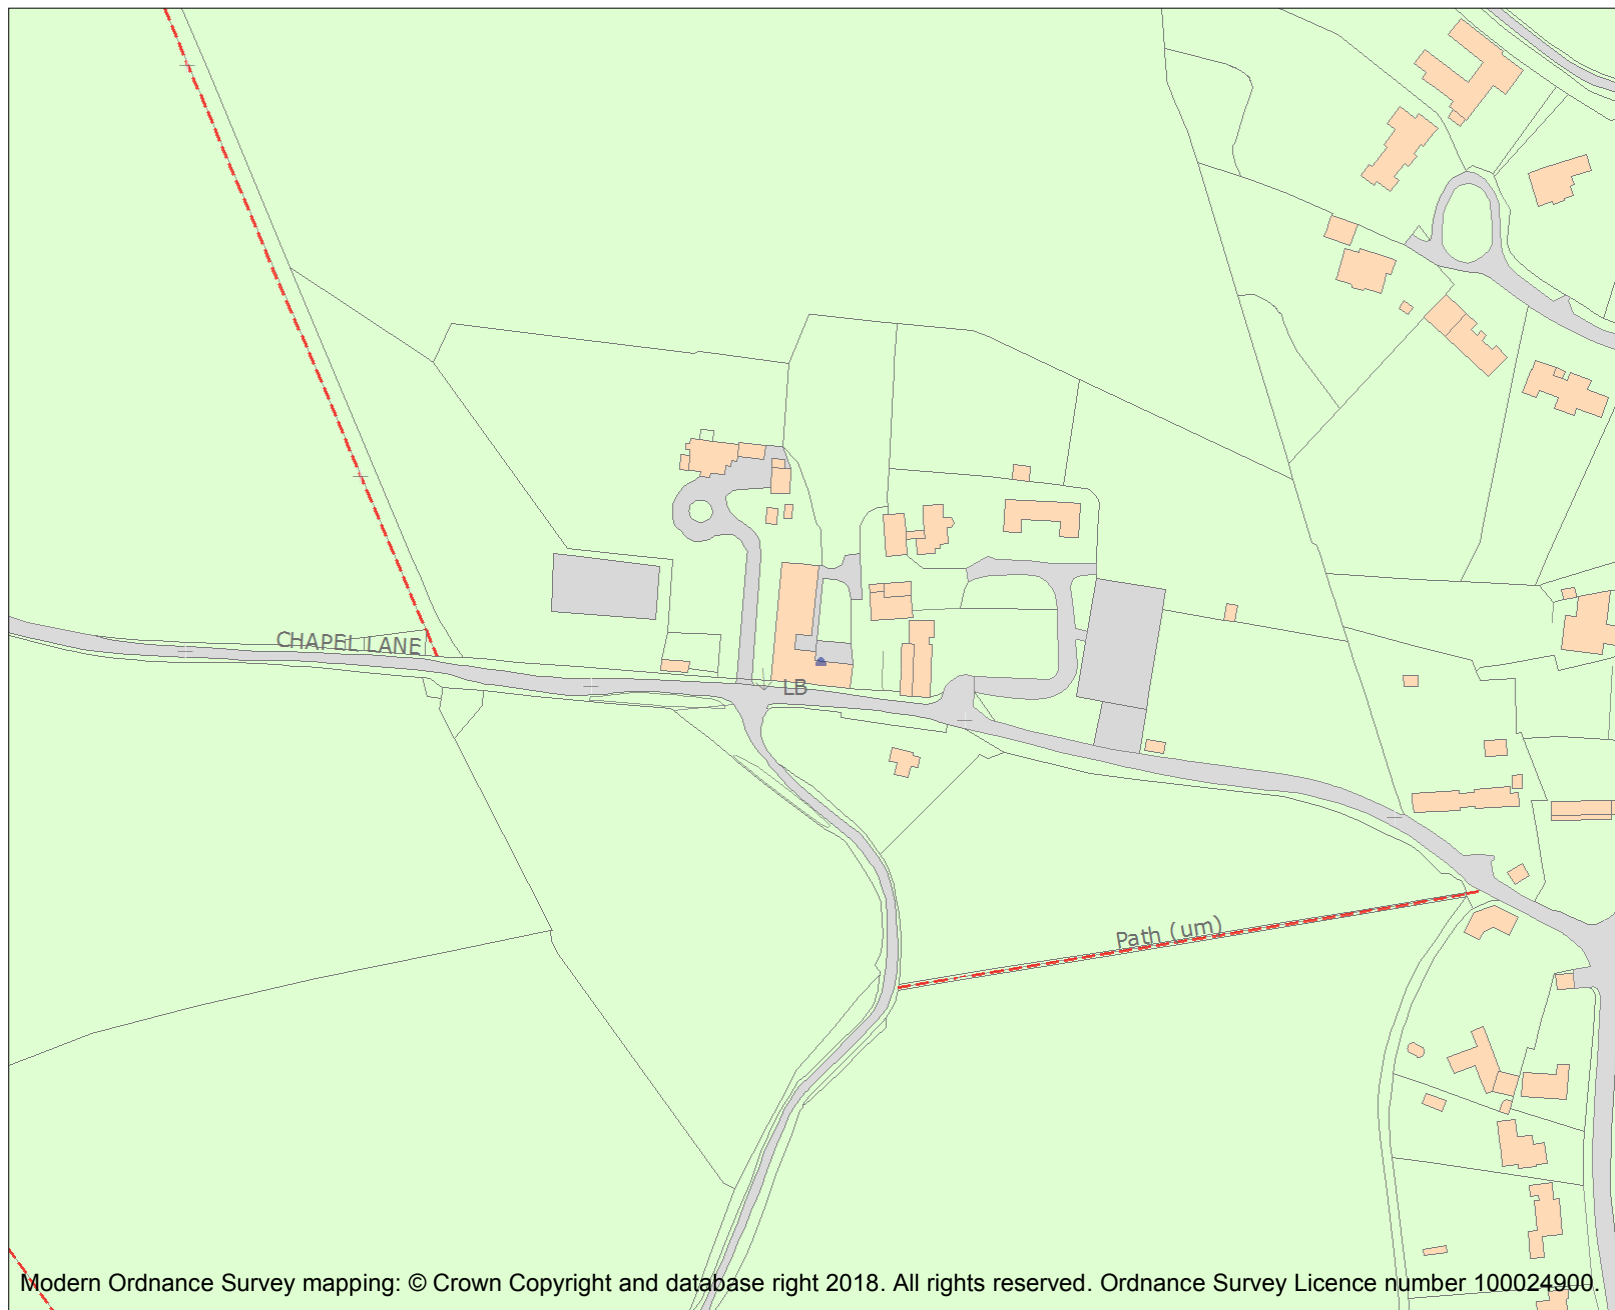 CHAPEL LANE
LB
Path (um)
Modern Ordnance Survey mapping: © Crown Copyright and database right 2018. All rights reserved. Ordnance Survey Licence number 100024900.